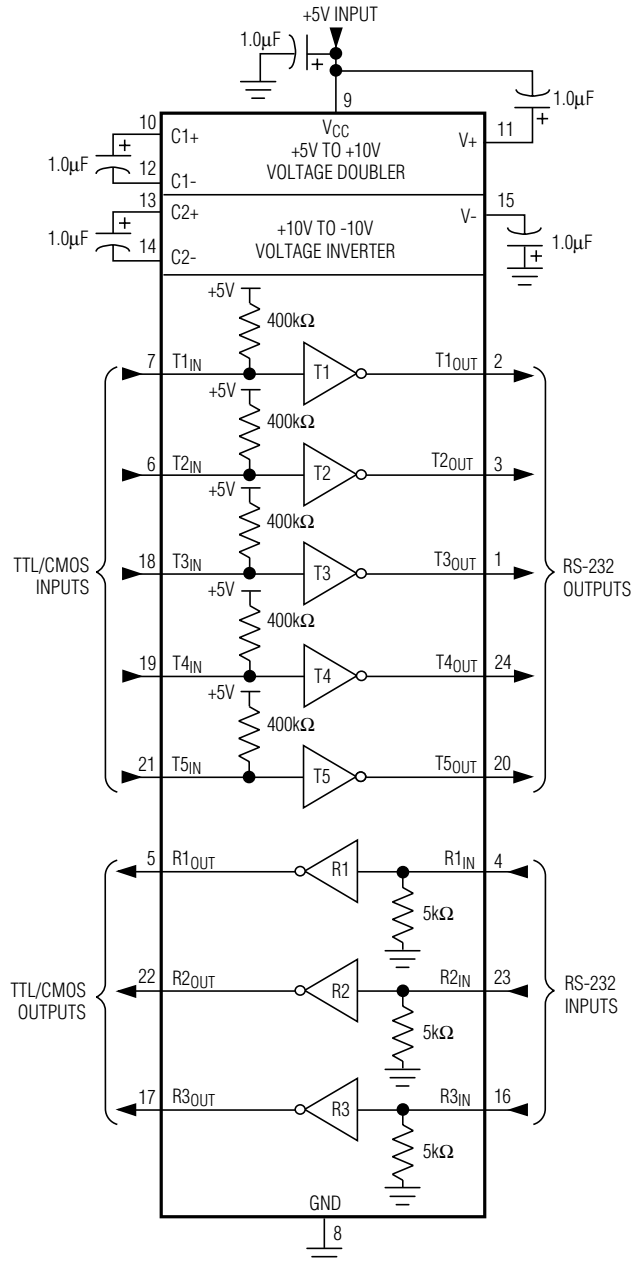 +5V INPUT
1.0µF
1.0µF
9
10
C1+
VCC
V+
11
+5V TO +10V
VOLTAGE DOUBLER
1.0µF
12
C1-
13
C2+
+10V TO -10V
VOLTAGE INVERTER
V-
15
1.0µF
14
C2-
1.0µF
+5V
400kΩ
7
T1IN
T1
T1OUT
2
+5V
400kΩ
6
T2IN
T2
T2OUT
3
+5V
400kΩ
18
T3IN
T3
T3OUT
1
TTL/CMOS
INPUTS
RS-232
OUTPUTS
+5V
400kΩ
19
T4IN
T4
T4OUT
24
+5V
400kΩ
21
T5IN
T5
T5OUT
20
5
R1OUT
R1
R1IN
4
5kΩ
22
R2OUT
R2
R2IN
23
TTL/CMOS
OUTPUTS
RS-232
INPUTS
5kΩ
17
R3OUT
R3
R3IN
16
5kΩ
GND
8